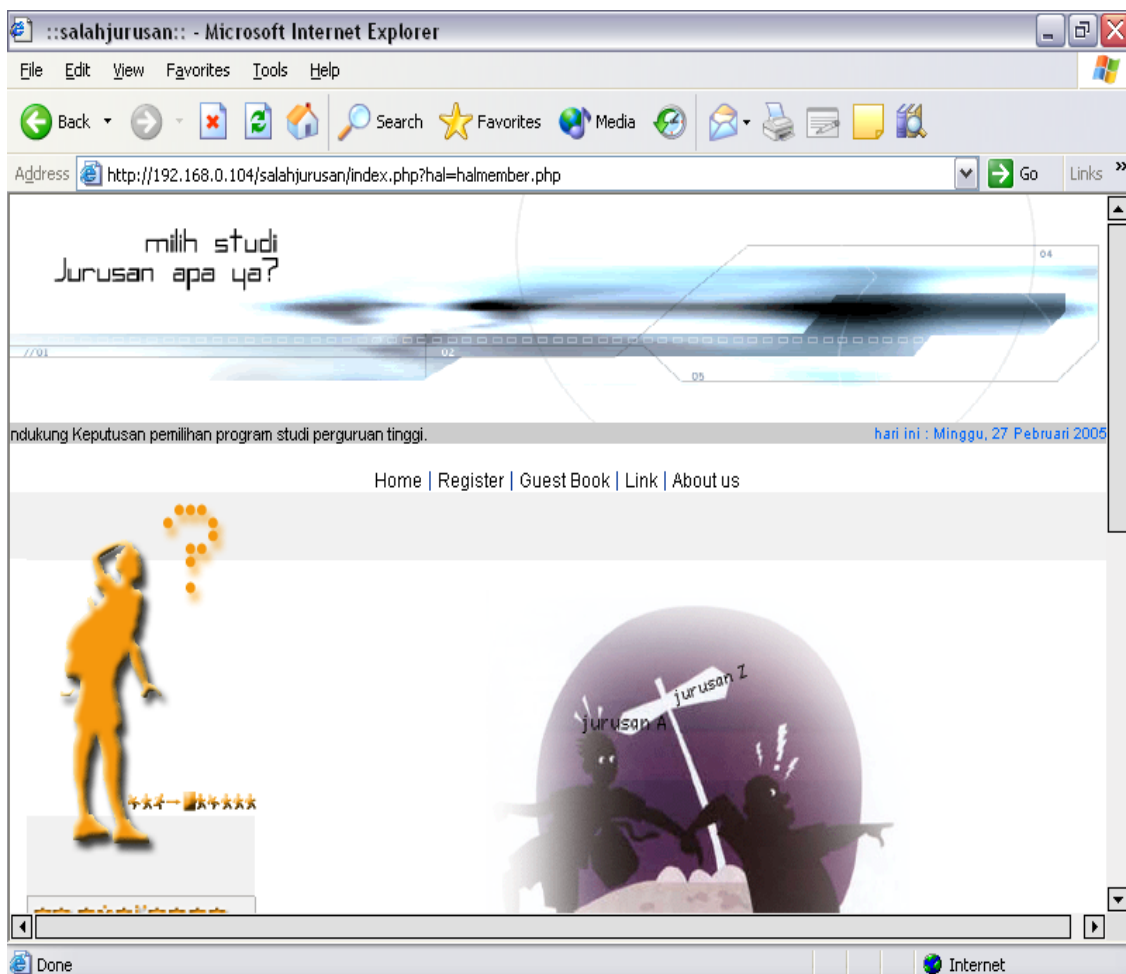 ::salahjurusan:: - Microsoft Internet Explorer
File Edit View Favorites Tools Help
Back Search Favorites Media
Address http://192.168.0.104/salahjurusan/index.php?hal=halmember.php Go Links »
milih studi
Jurusan apa ya?
04
//01
02
05
ndukung Keputusan pemilihan program studi perguruan tinggi. hari ini : Minggu, 27 Pebruari 2005
Home | Register | Guest Book | Link | About us
?
jurusan Z
jurusan A
Done Internet